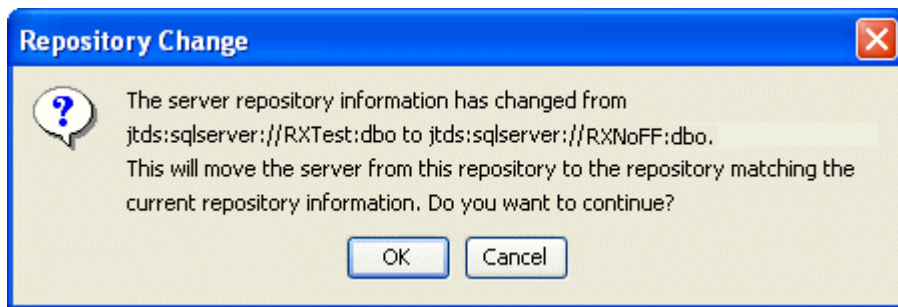 Repository Change
The server repository information has changed from
jtds:sqlserver://RXTest:dbo to jtds:sqlserver://RXNoFF:dbo.
This will move the server from this repository to the repository matching the
current repository information. Do you want to continue?
OK Cancel